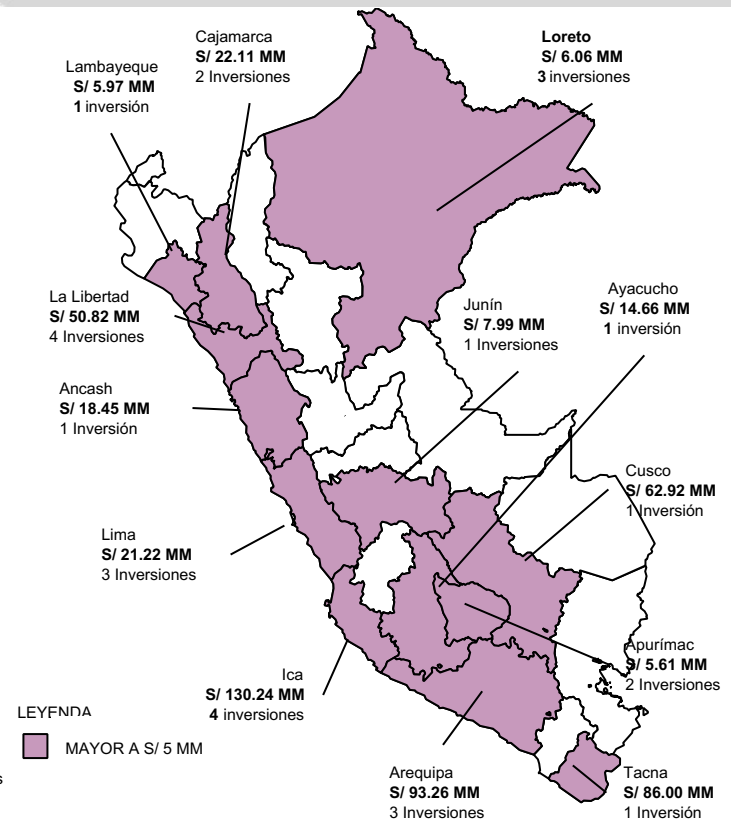 Cajamarca
S/ 22.11 MM
2 Inversiones
Loreto
S/ 6.06 MM
3 inversiones
Lambayeque
S/ 5.97 MM
1 inversión
La Libertad
S/ 50.82 MM
4 Inversiones
Junín
S/ 7.99 MM
1 Inversiones
Ayacucho
S/ 14.66 MM
1 inversión
Ancash
S/ 18.45 MM
1 Inversión
Cusco
S/ 62.92 MM
1 Inversión
Lima
S/ 21.22 MM
3 Inversiones
Apurímac
S/ 5.61 MM
2 Inversiones
Ica
S/ 130.24 MM
4 inversiones
LEYENDA
MAYOR A S/ 5 MM
s
Arequipa
S/ 93.26 MM
3 Inversiones
Tacna
S/ 86.00 MM
1 Inversión